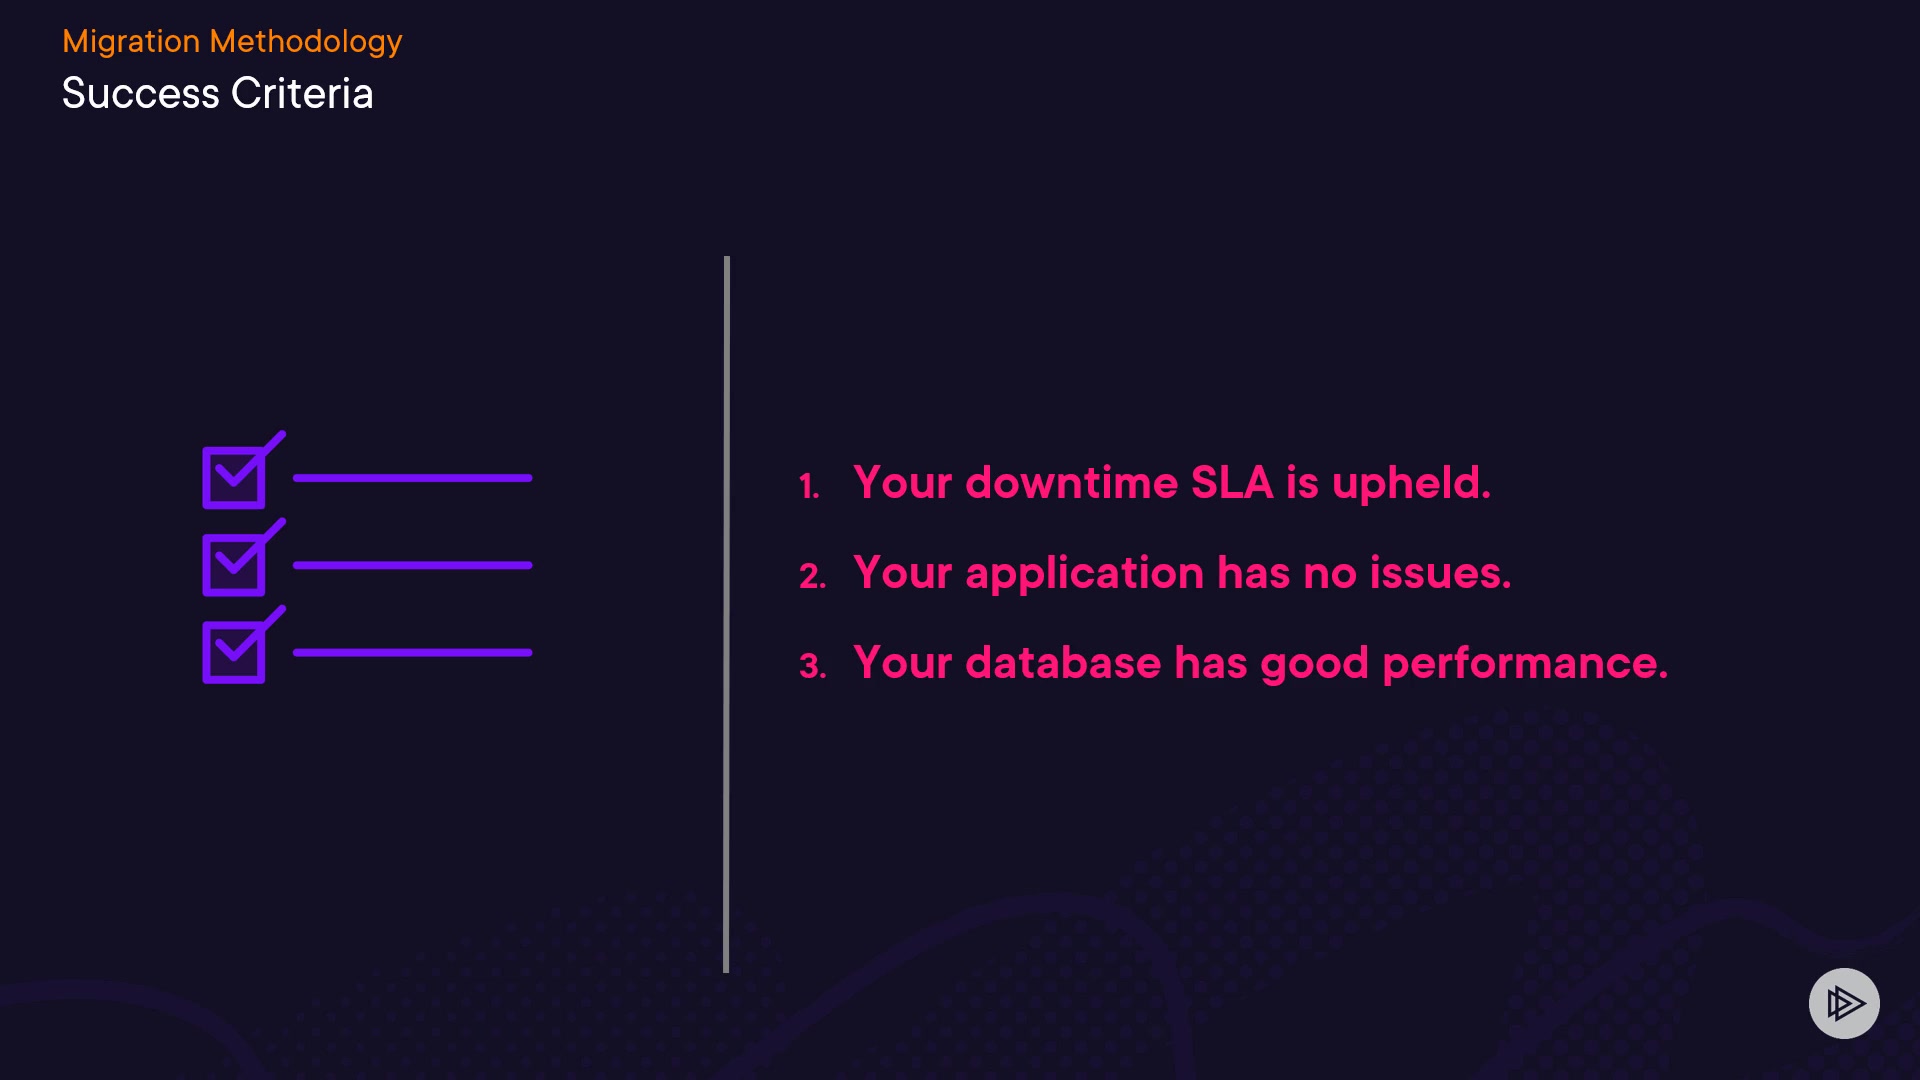 Migration Methodology
Success Criteria
1. Your downtime SLA is upheld.
2. Your application has no issues.
3. Your database has good performance.